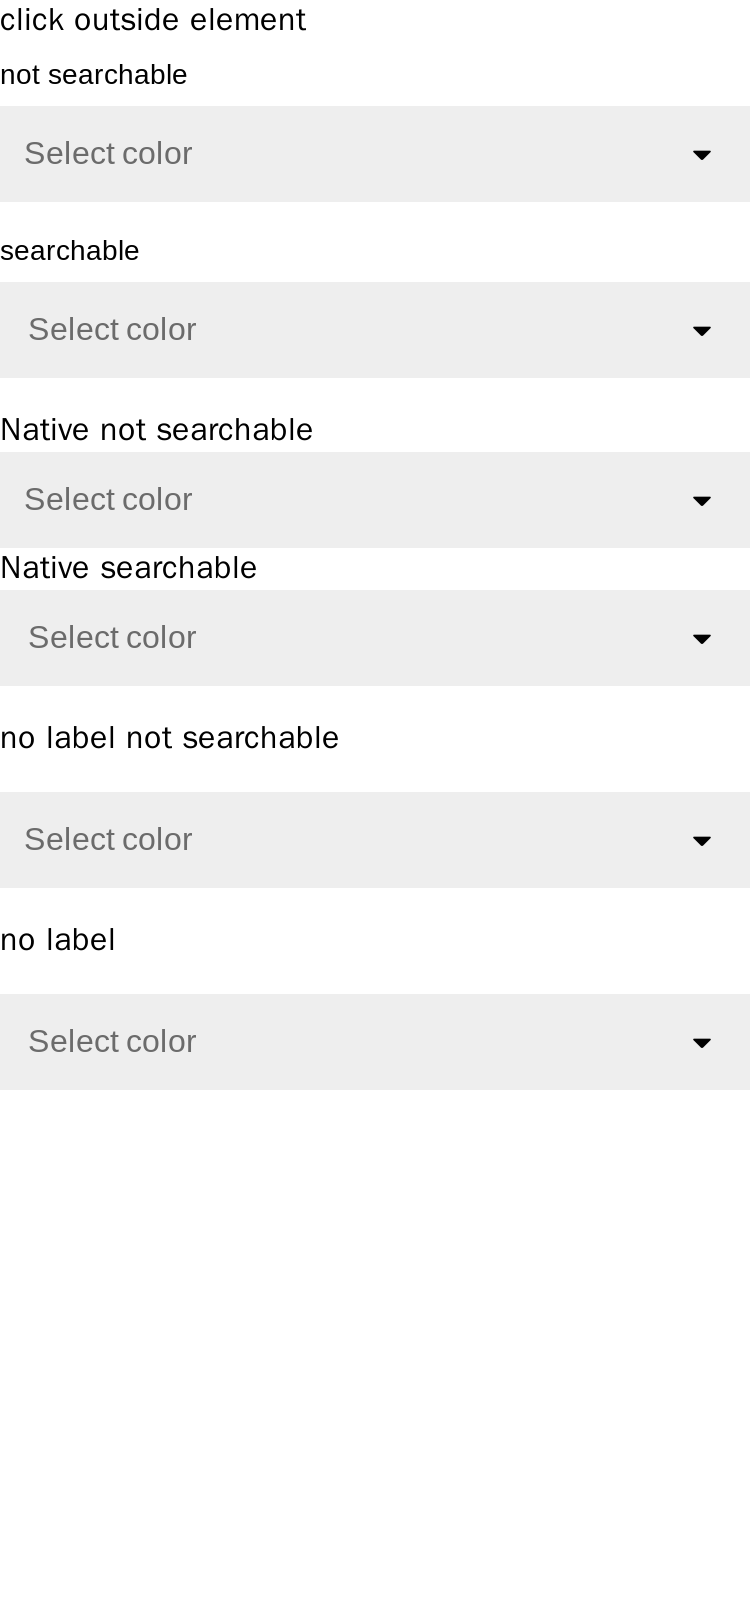 click outside element
not searchable
Select color
searchable
Select color
Native not searchable
Select color
Native searchable
Select color
no label not searchable
Select color
no label
Select color